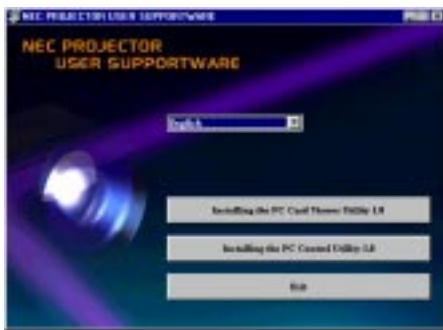 NEC PROJECTOR USER SUPPORTWARE
NEC PROJECTOR
USER SUPPORTWARE
English
Installing the PC Card Viewer Utility 1.0
Installing the PC Control Utility 1.0
Exit